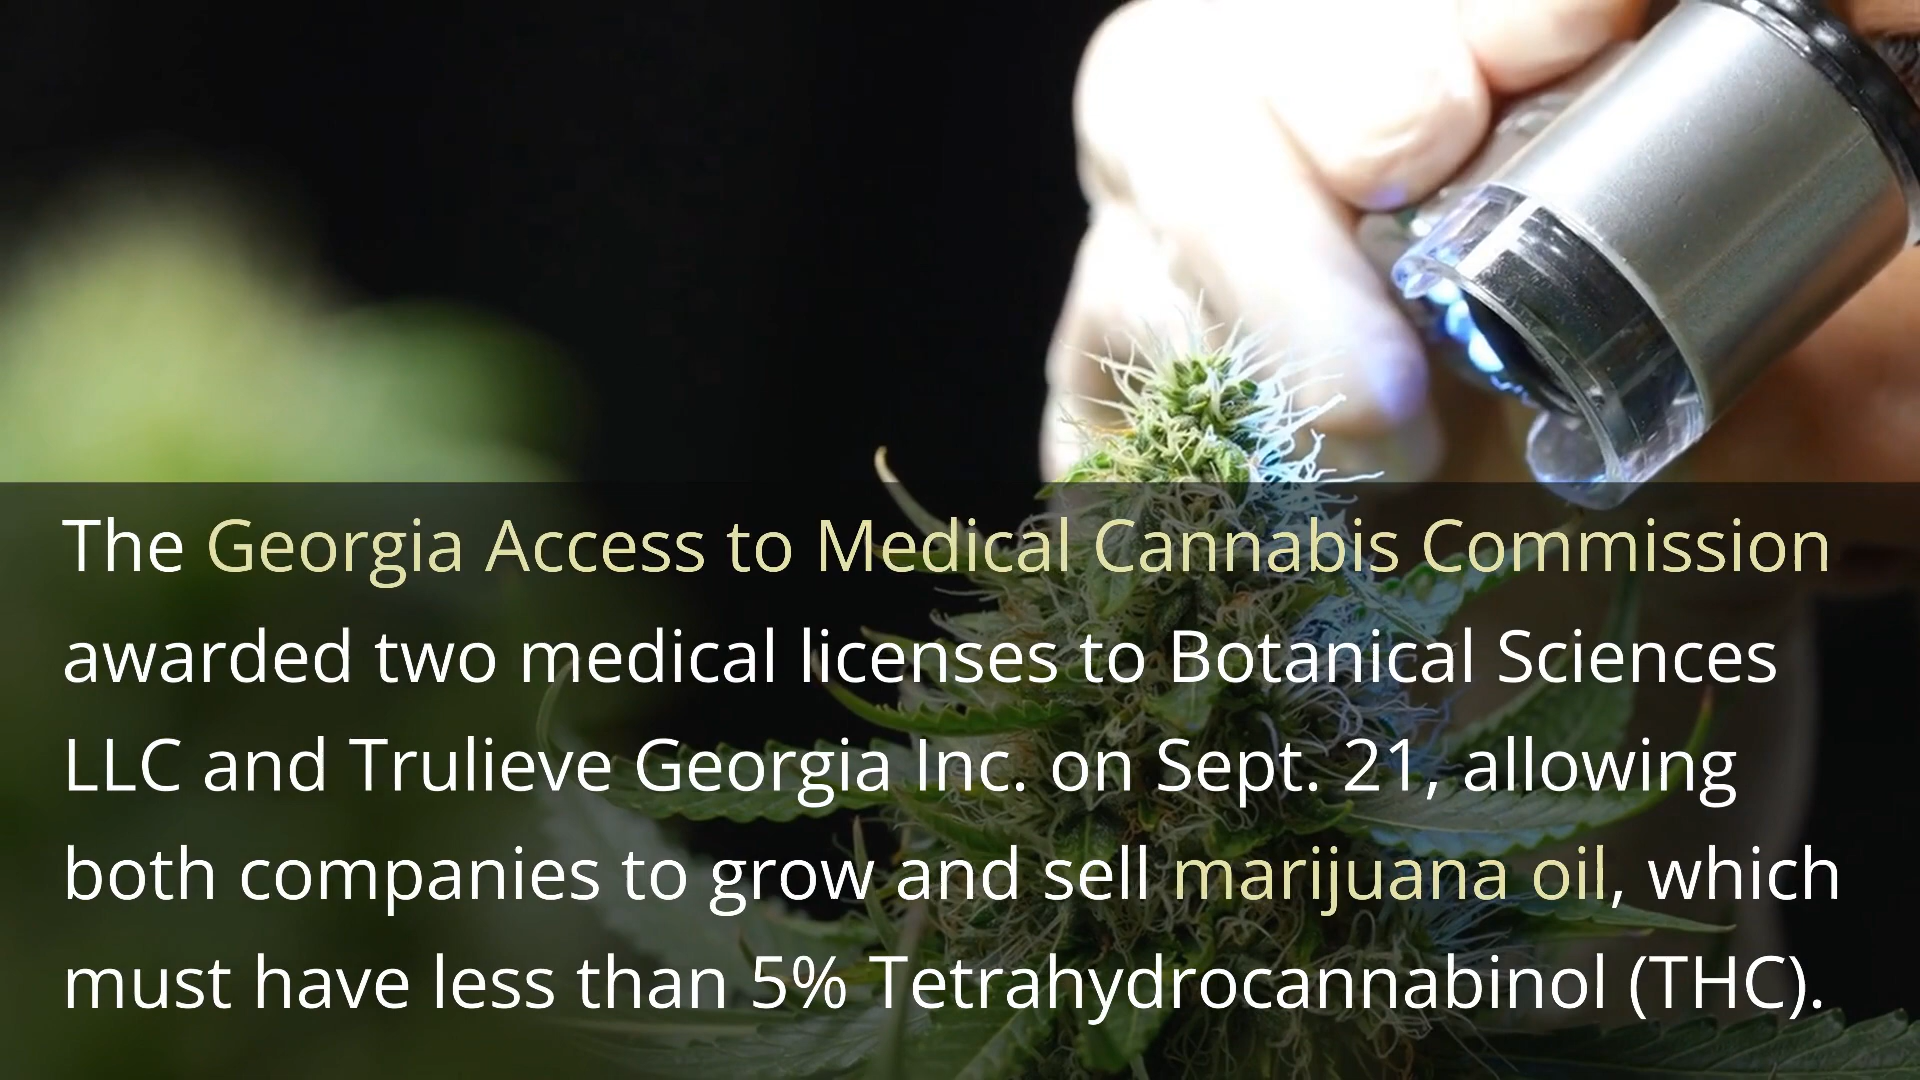 The Georgia Access to Medical Cannabis Commission
awarded two medical licenses to Botanical Sciences
LLC and Trulieve Georgia Inc. on Sept. 21, allowing
both companies to grow and sell marijuana oil, which
must have less than 5% Tetrahydrocannabinol (THC).